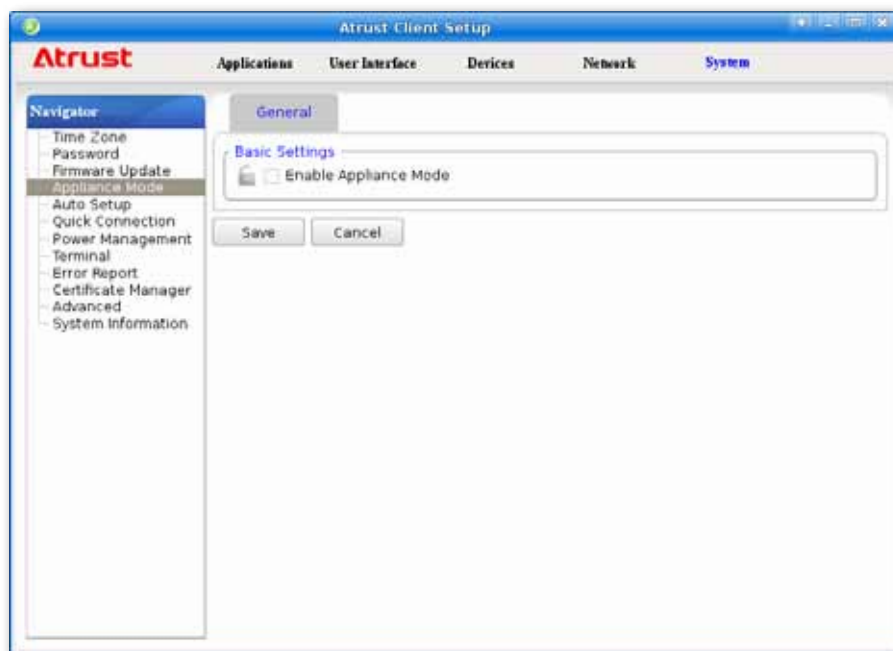 Atrust Client Setup
Atrust
Applications User Interface Devices Network System
Navigator
Time Zone
Password
Firmware Update
Appliance Mode
Auto Setup
Quick Connection
Power Management
Terminal
Error Report
Certificate Manager
Advanced
System Information
General
Basic Settings
Enable Appliance Mode
Save Cancel